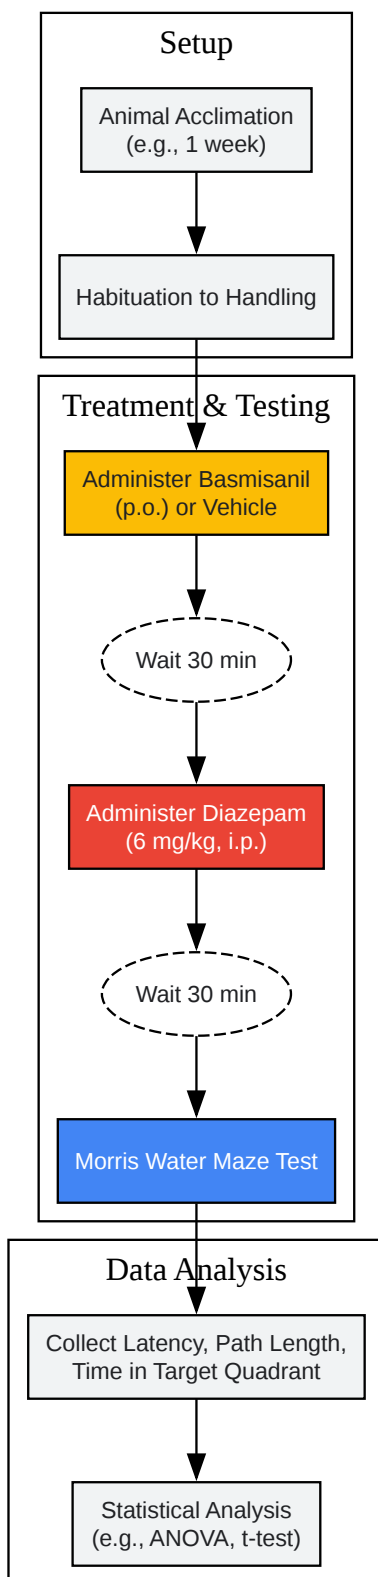 Setup
Animal Acclimation
(e.g., 1 week)
Habituation to Handling
Treatment & Testing
Administer Basmisanil
(p.o.) or Vehicle
Wait 30 min
Administer Diazepam
(6 mg/kg, i.p.)
Wait 30 min
Morris Water Maze Test
Data Analysis
Collect Latency, Path Length,
Time in Target Quadrant
Statistical Analysis
(e.g., ANOVA, t-test)